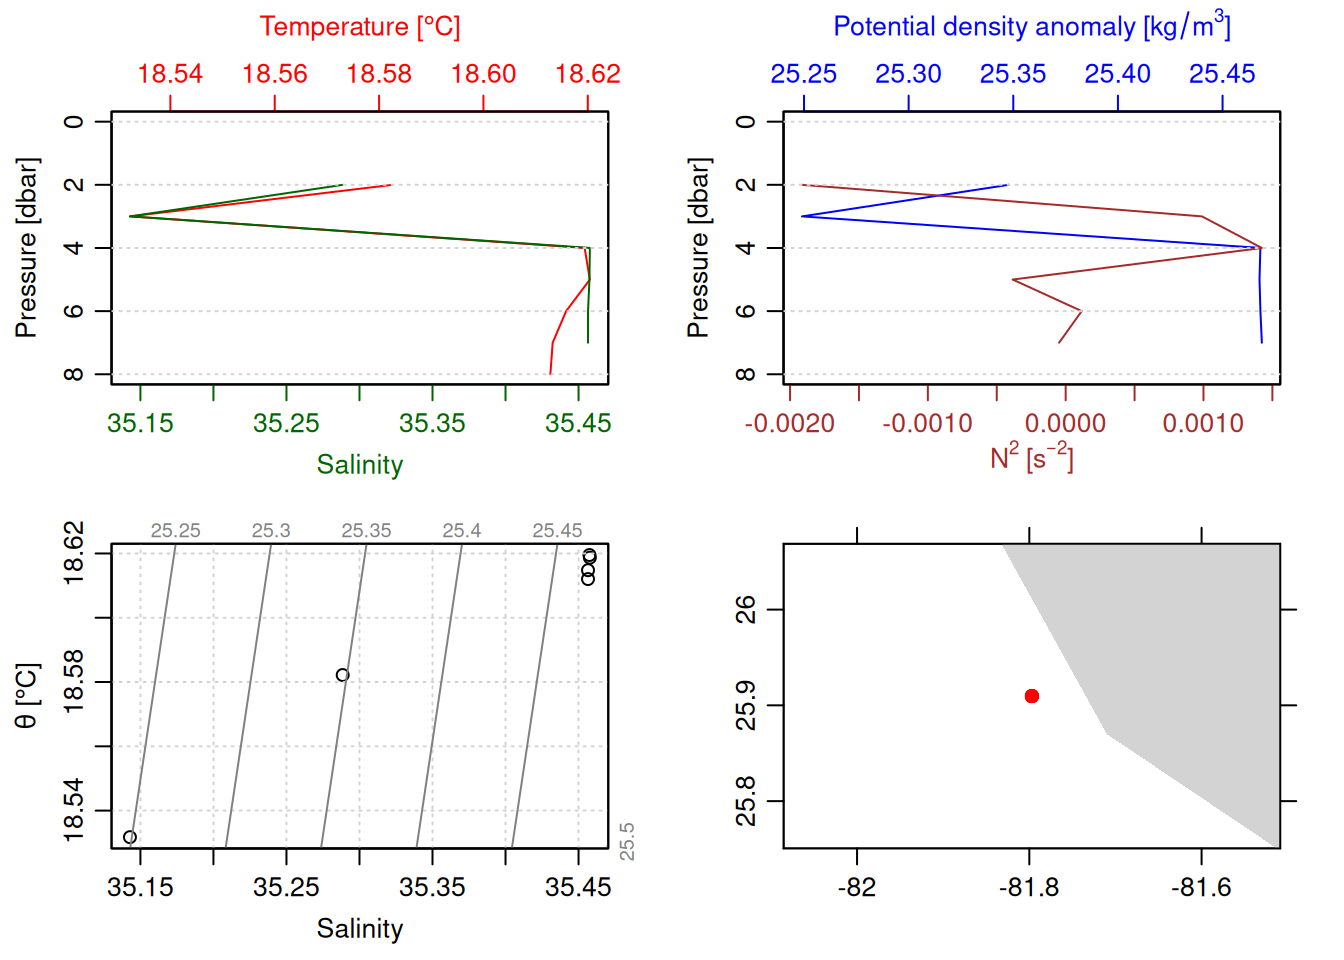 Temperature [°C]
18.54 18.56 18.58 18.60 18.62
Pressure [dbar]
0
2
4
6
8
35.15 35.25 35.35 35.45
Salinity
Potential density anomaly [kg/m³]
25.25 25.30 25.35 25.40 25.45
Pressure [dbar]
0
2
4
6
8
-0.0020 -0.0010 0.0000 0.0010
N² [s⁻²]
25.25 25.3 25.35 25.4 25.45
θ [°C]
18.62
18.58
18.54
25.5
35.15 35.25 35.35 35.45
Salinity
26
25.9
25.8
-82 -81.8 -81.6